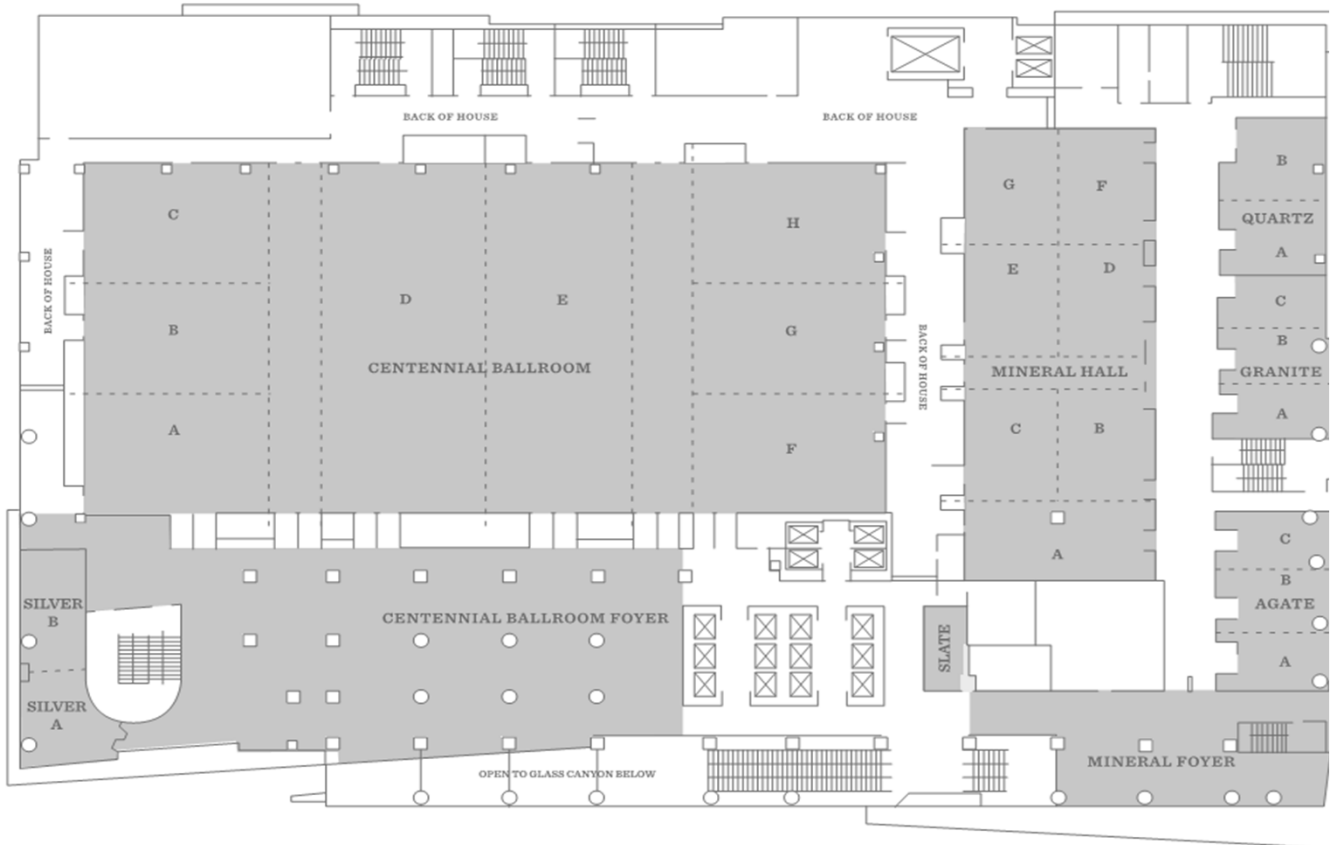 BACK OF HOUSE
BACK OF HOUSE
B
G
F
C
QUARTZ
H
A
E
D
BACK OF HOUSE
D
E
C
B
G
B
CENTENNIAL BALLROOM
BACK OF HOUSE
MINERAL HALL
GRANITE
A
A
F
C
B
C
A
B
SILVER
B
CENTENNIAL BALLROOM FOYER
SLATE
AGATE
A
SILVER
A
OPEN TO GLASS CANYON BELOW
MINERAL FOYER